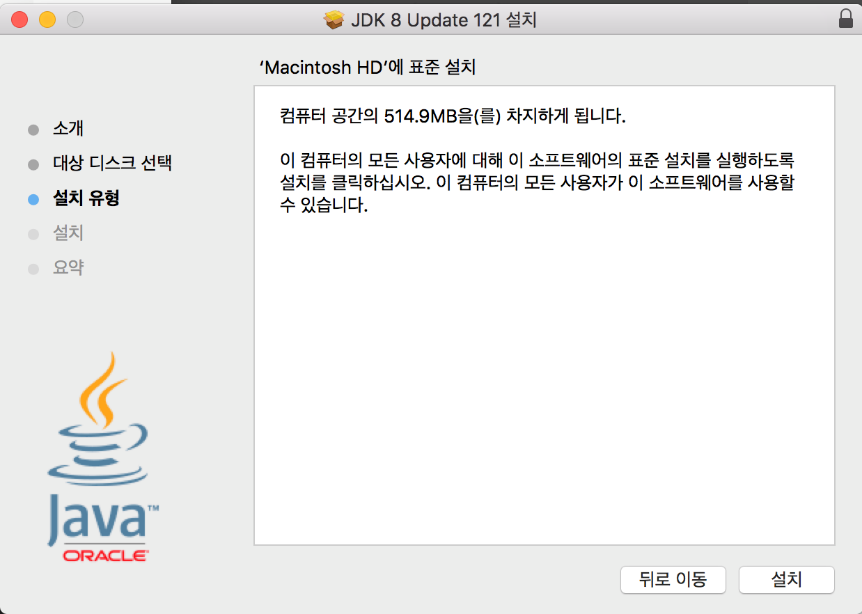 JDK 8 Update 121 설치
‘Macintosh HD’에 표준 설치
소개
대상 디스크 선택
설치 유형
설치
요약
컴퓨터 공간의 514.9MB을(를) 차지하게 됩니다.
이 컴퓨터의 모든 사용자에 대해 이 소프트웨어의 표준 설치를 실행하도록
설치를 클릭하십시오. 이 컴퓨터의 모든 사용자가 이 소프트웨어를 사용할
수 있습니다.
Java™
ORACLE
뒤로 이동
설치